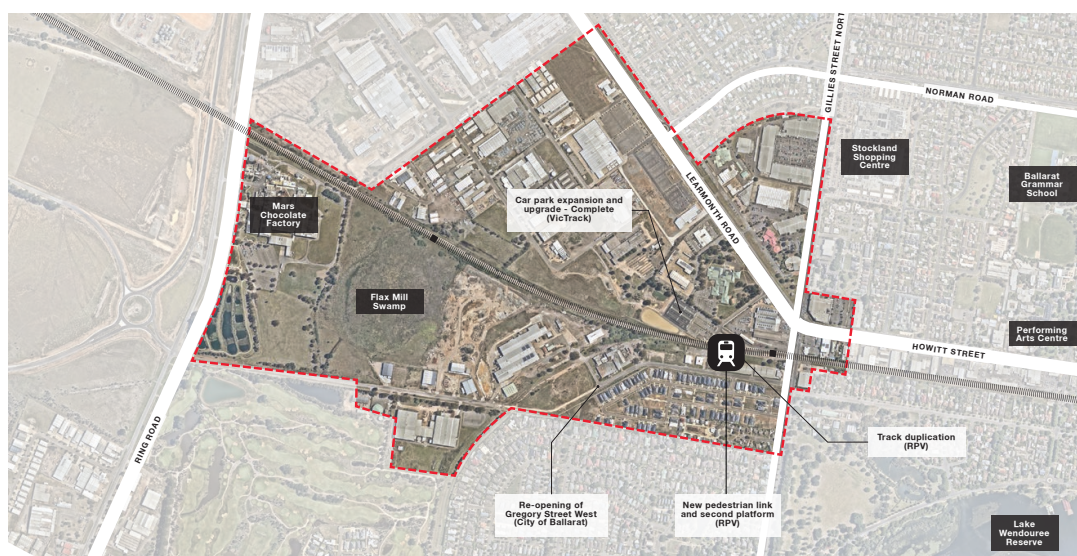 GILLIES STREET NORT
NORMAN ROAD
Stockland
Shopping
Centre
Ballarat
Grammar
School
Mars
Chocolate
Factory
Car park expansion and
upgrade - Complete
(VicTrack)
LEARMONTH ROAD
Flax Mill
Swamp
Performing
Arts Centre
HOWITT STREET
RING ROAD
Track duplication
(RPV)
Re-opening of
Gregory Street West
(City of Ballarat)
New pedestrian link
and second platform
(RPV)
Lake
Wendouree
Reserve